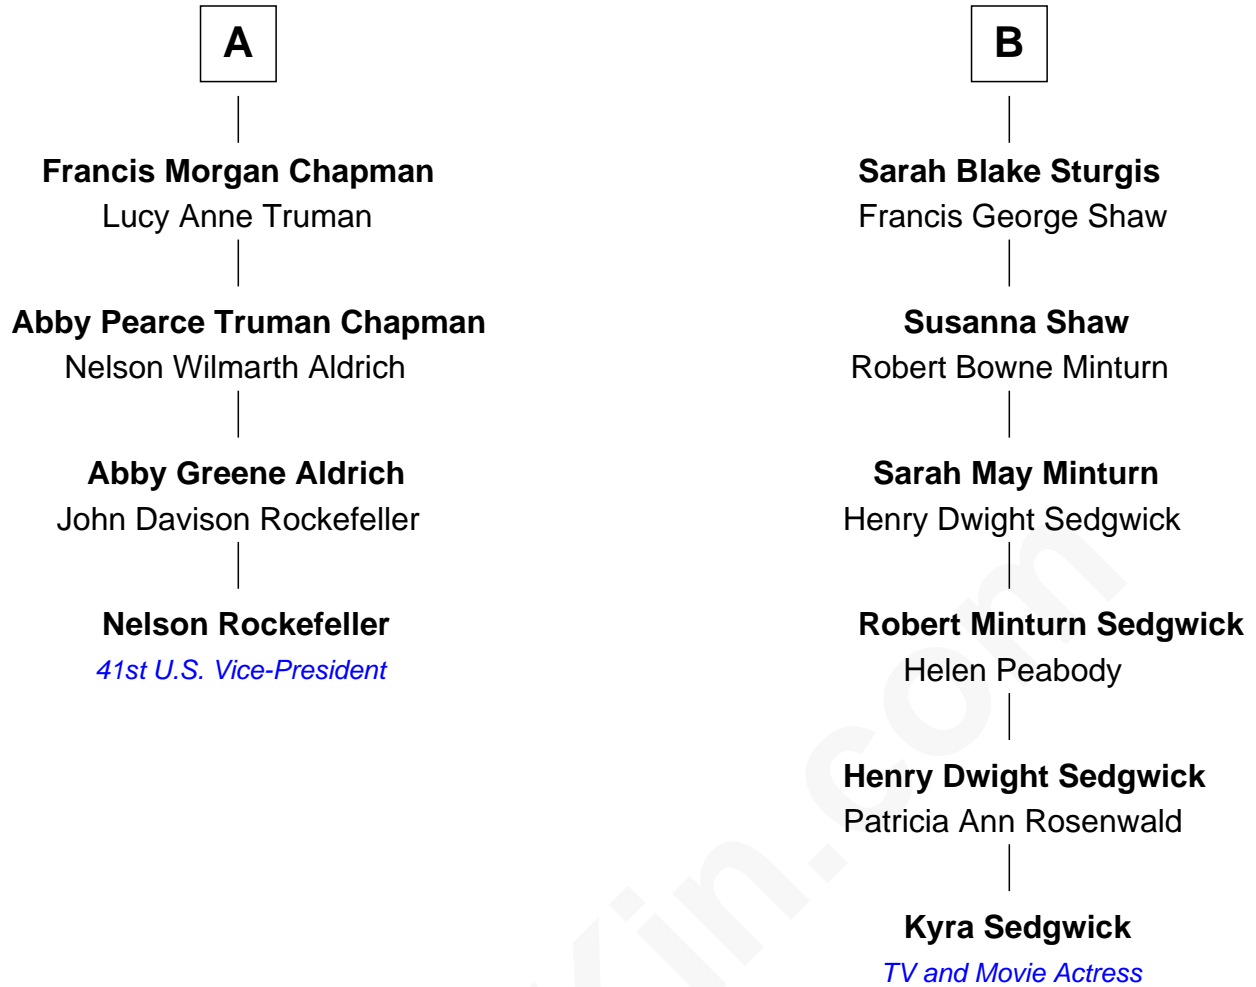 A
B
Francis Morgan Chapman
Lucy Anne Truman
Sarah Blake Sturgis
Francis George Shaw
Abby Pearce Truman Chapman
Nelson Wilmarth Aldrich
Susanna Shaw
Robert Bowne Minturn
Abby Greene Aldrich
John Davison Rockefeller
Sarah May Minturn
Henry Dwight Sedgwick
Nelson Rockefeller
41st U.S. Vice-President
Robert Minturn Sedgwick
Helen Peabody
Henry Dwight Sedgwick
Patricia Ann Rosenwald
Kyra Sedgwick
TV and Movie Actress
Kin.com